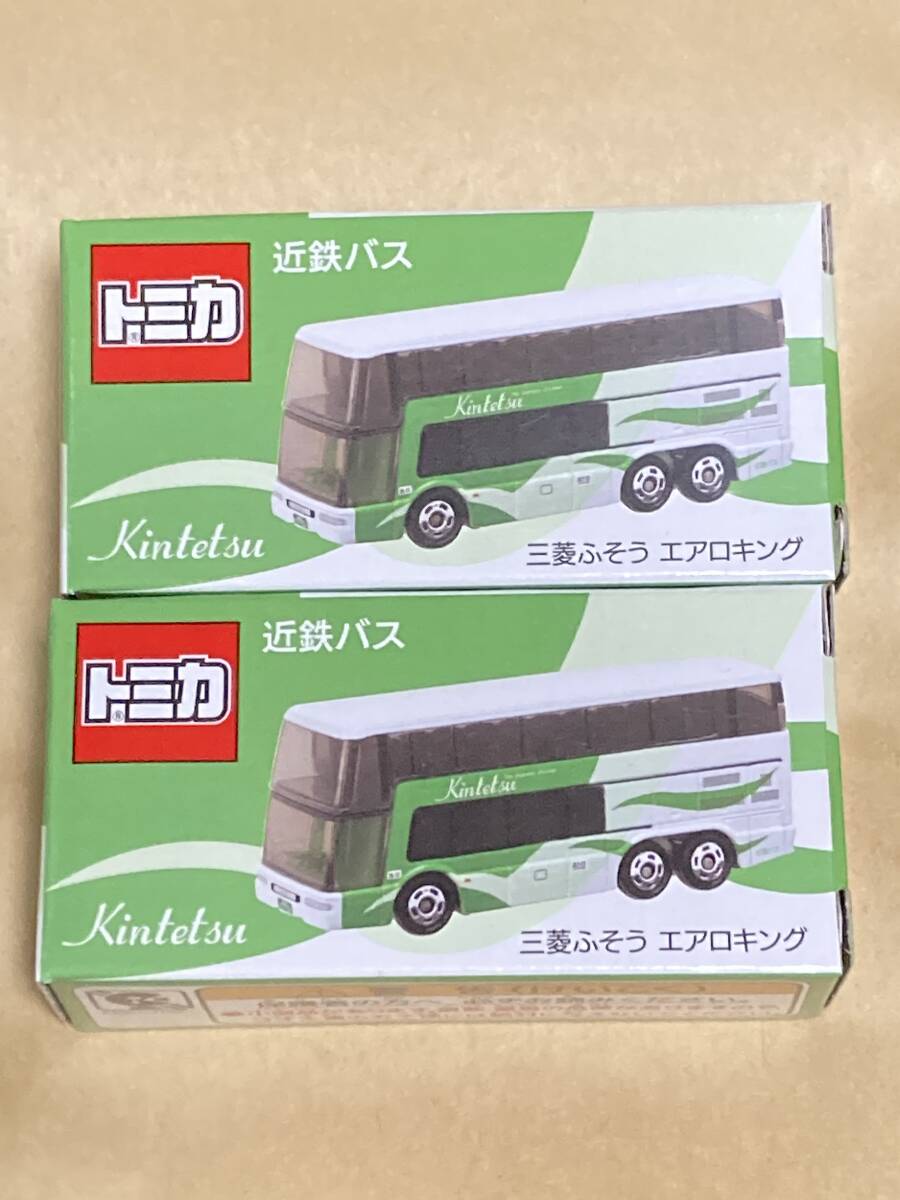 近鉄バス
トミカ
Kintetsu
Kintetsu
三菱ふそう エアロキング
近鉄バス
トミカ
Kintetsu
Kintetsu
三菱ふそう エアロキング